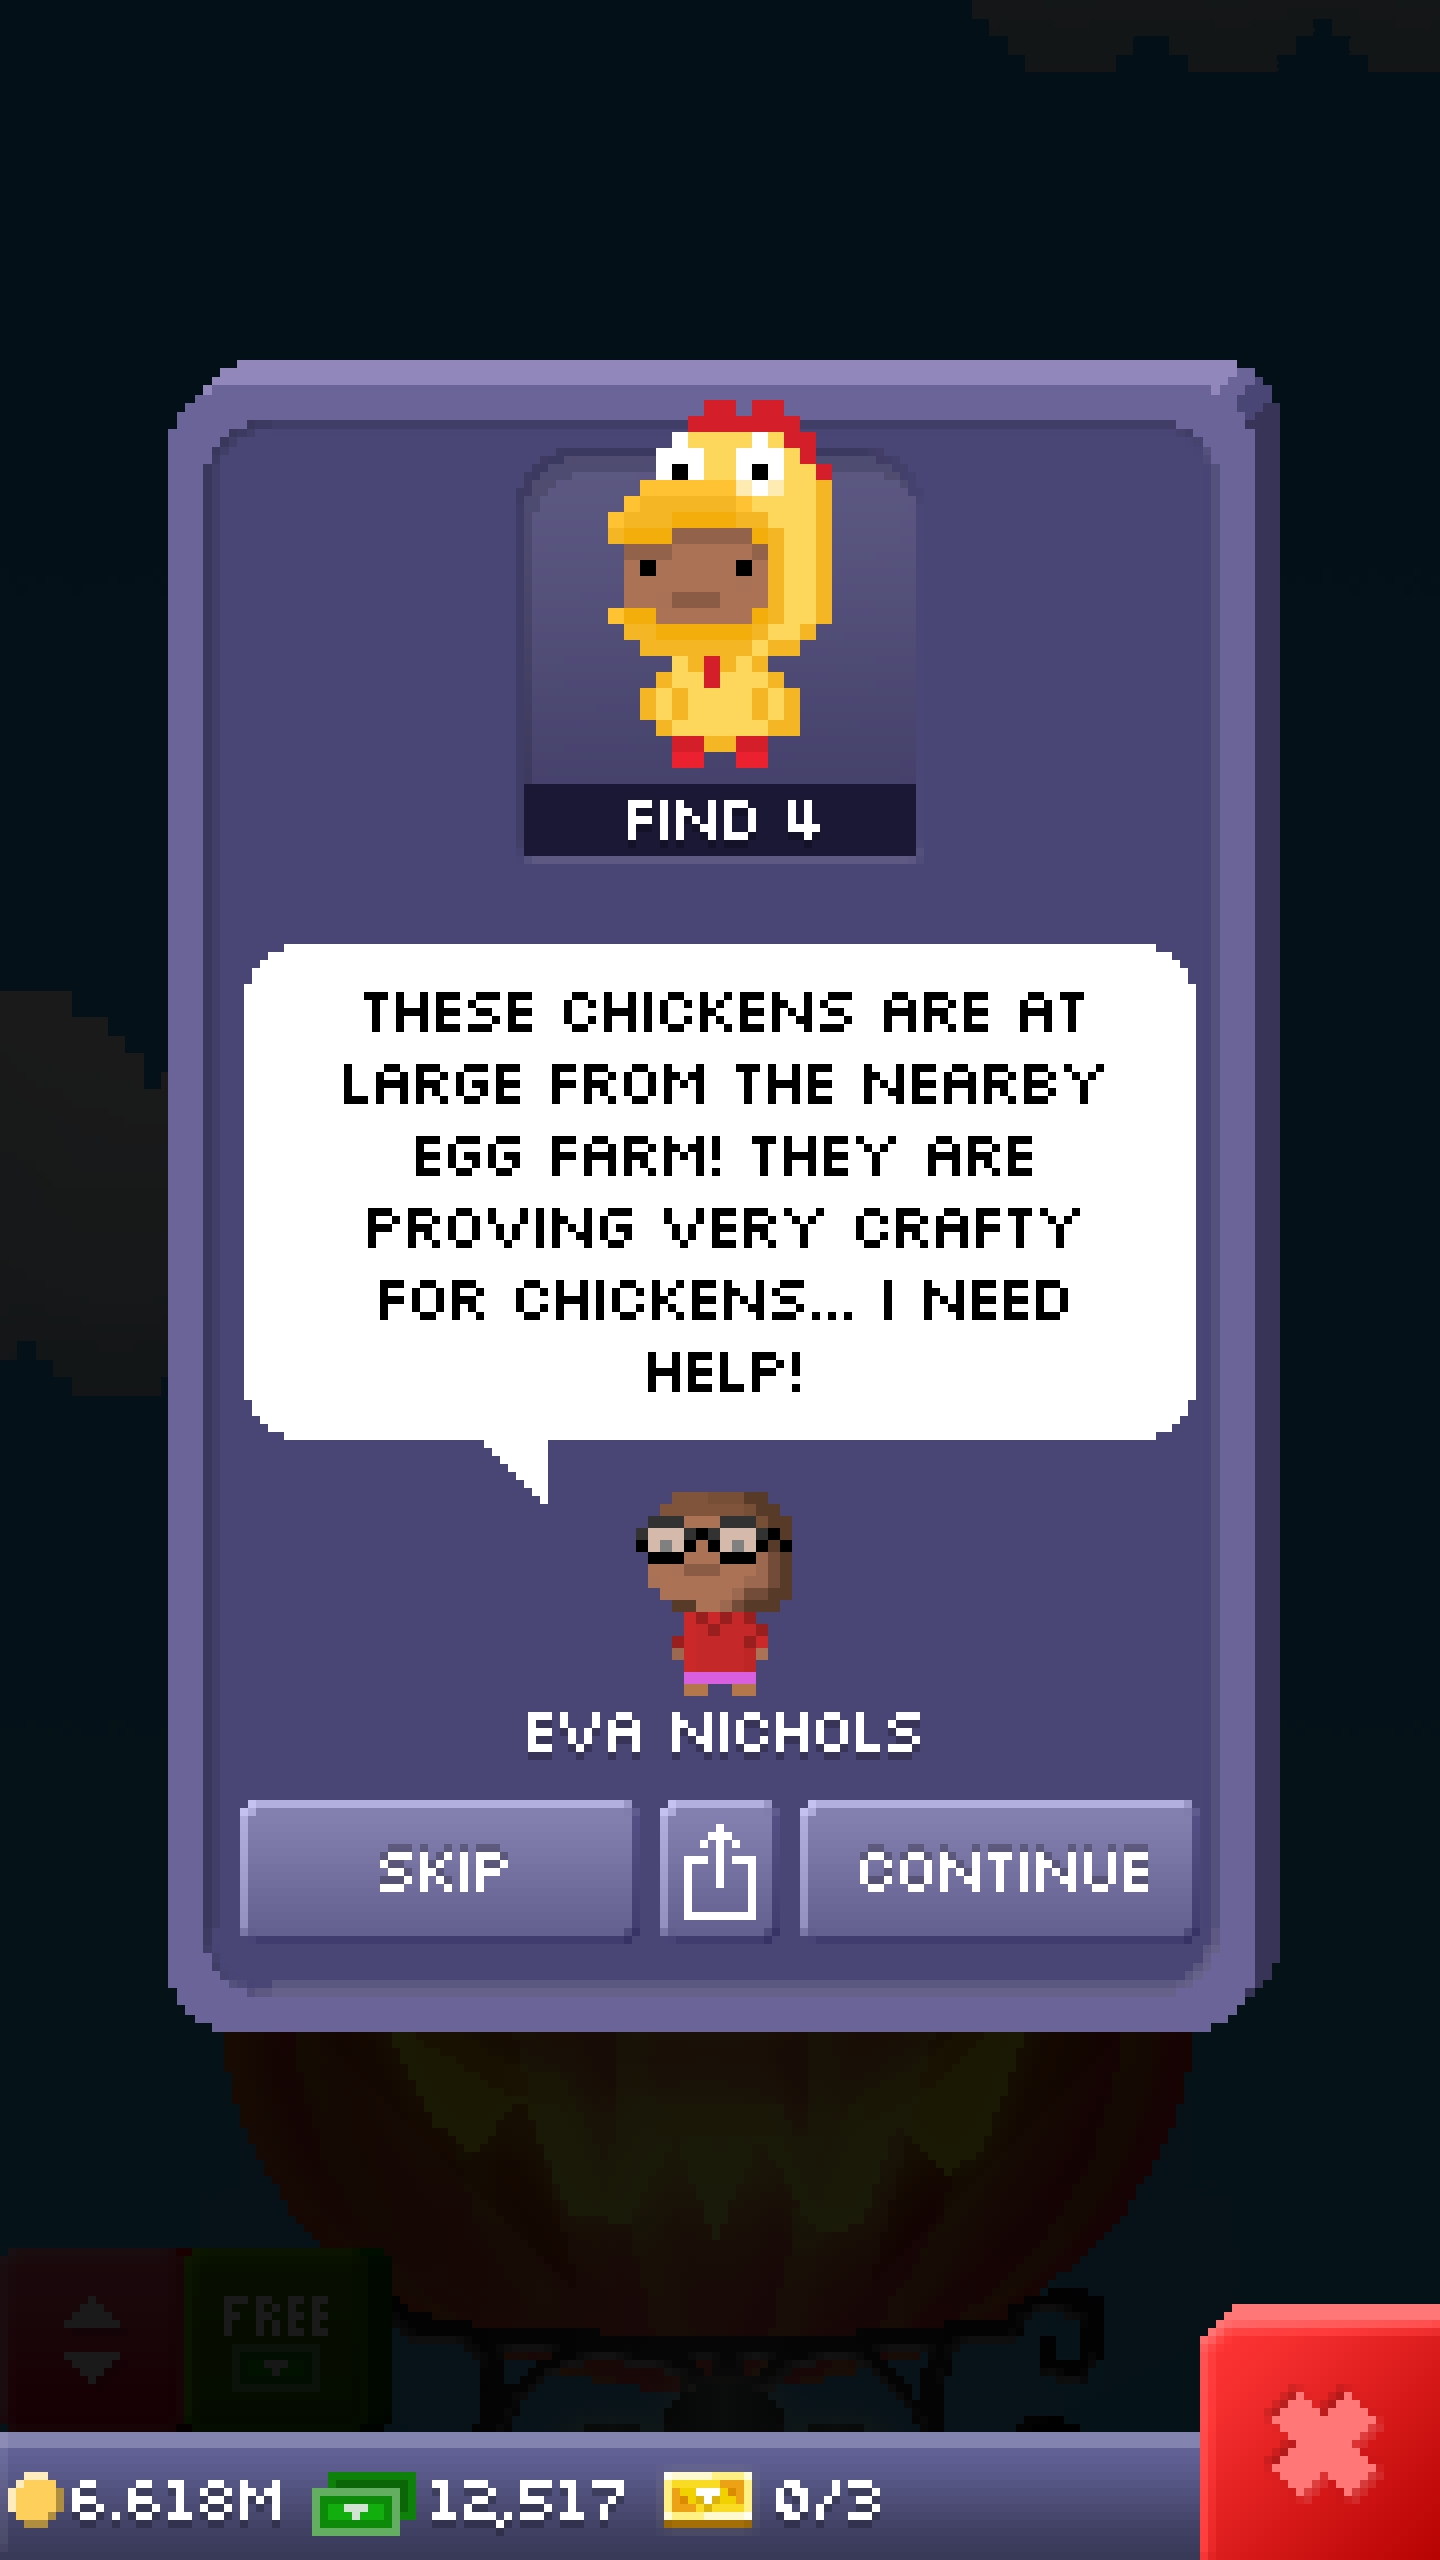 FIND 4
THESE CHICKENS ARE AT
LARGE FROM THE NEARBY
EGG FARM! THEY ARE
PROVING VERY CRAFTY
FOR CHICKENS... I NEED
HELP!
EVA NICHOLS
SKIP
CONTINUE
FREE
6.618M
12,517
0/3